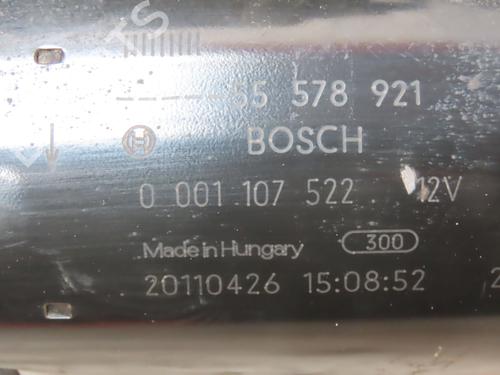 55 578 921
BOSCH
0 001 107 522 12V
Made in Hungary 300
20110426 15:08:52